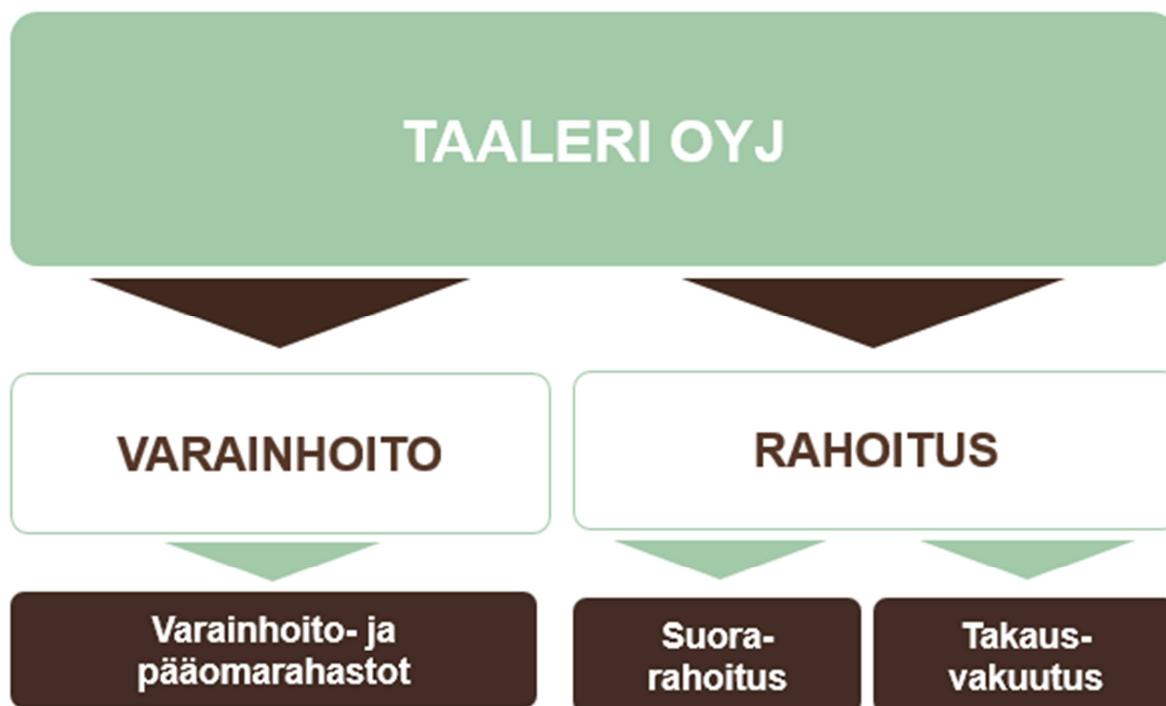 TAALERI OYJ
VARAINHOITO
RAHOITUS
Varainhoito- ja
pääomarahastot
Suora-
rahoitus
Takaus-
vakuutus